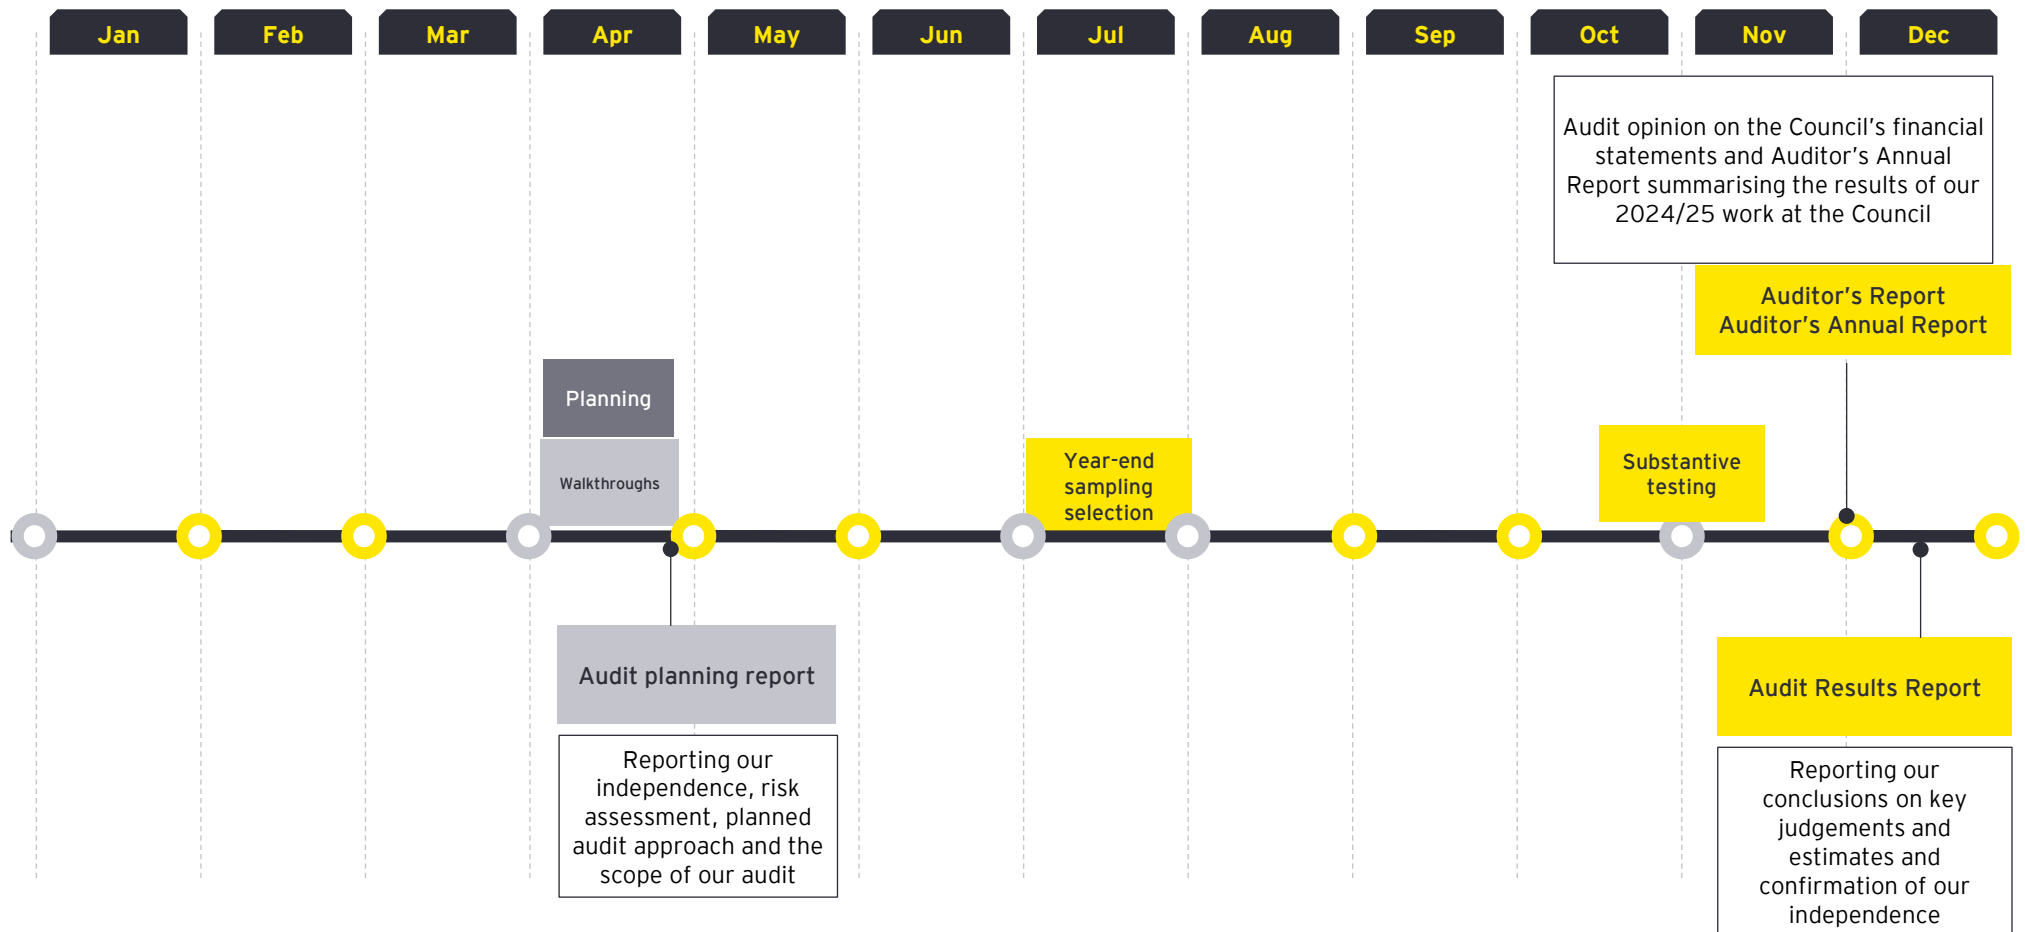 Jan
Feb
Mar
Apr
May
Jun
Jul
Aug
Sep
Oct
Nov
Dec
Audit opinion on the Council's financial
statements and Auditor's Annual
Report summarising the results of our
2024/25 work at the Council
Auditor's Report
Auditor's Annual Report
Planning
Walkthroughs
Year-end
sampling
selection
Substantive
testing
Audit planning report
Reporting our
independence, risk
assessment, planned
audit approach and the
scope of our audit
Audit Results Report
Reporting our
conclusions on key
judgements and
estimates and
confirmation of our
independence